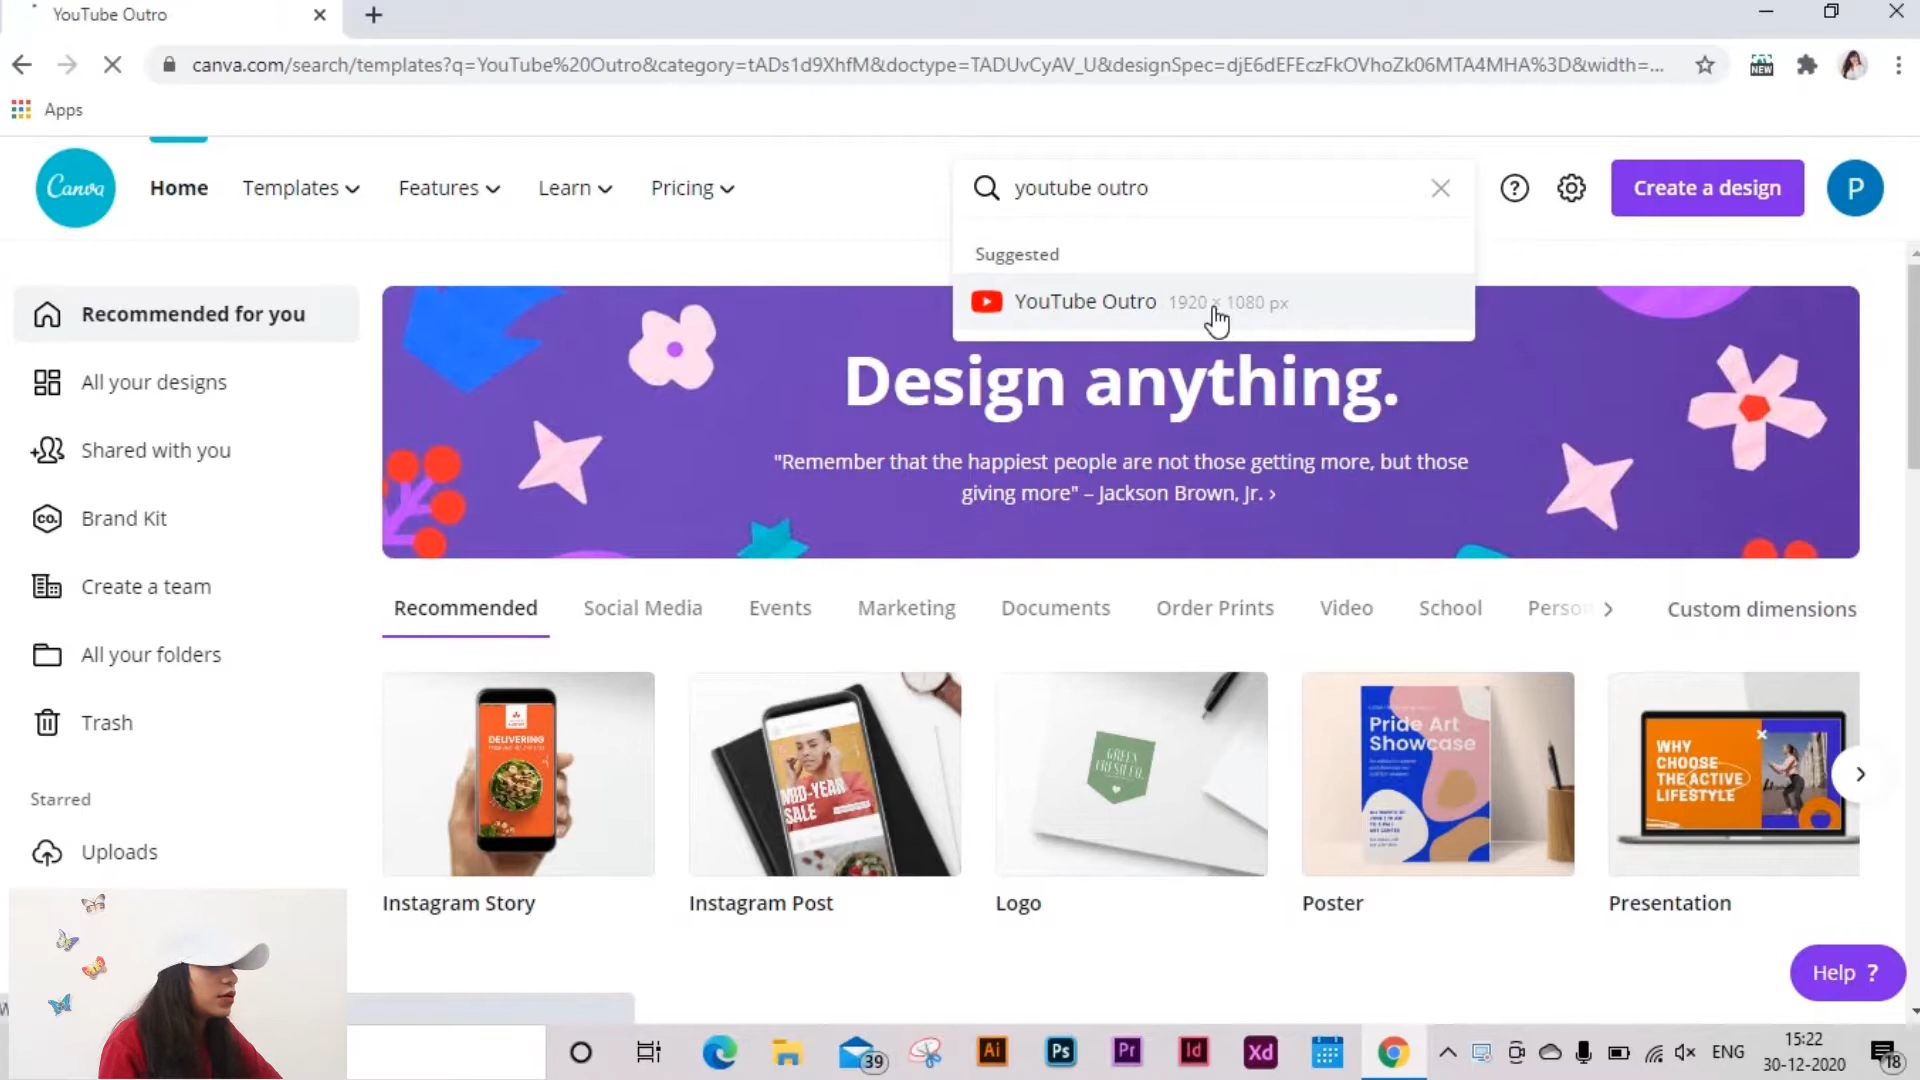 YouTube Outro
canva.com/search/templates?q=YouTube%20Outro&category=tADs1d9XhfM&doctype=TADUvCyAV_U&designSpec=djE6dEFEczFkOVhoZk06MTA4MHA%3D&width=...
NEW
Apps
Canva
Home
Templates
Features
Learn
Pricing
youtube outro
Create a design
P
Suggested
YouTube Outro 1920 × 1080 px
Recommended for you
All your designs
Shared with you
CO.
Brand Kit
Create a team
All your folders
Trash
Starred
Uploads
Design anything.
"Remember that the happiest people are not those getting more, but those
giving more" – Jackson Brown, Jr. ›
Recommended
Social Media
Events
Marketing
Documents
Order Prints
Video
School
Person
Custom dimensions
DELIVERING
MID-YEAR
SALE
GREEN
FRESH CO.
Pride Art
Showcase
WHY
CHOOSE
THE ACTIVE
LIFESTYLE
Instagram Story
Instagram Post
Logo
Poster
Presentation
Help ?
39
Ai
Ps
Pr
Id
Xd
ENG
15:22
30-12-2020
18